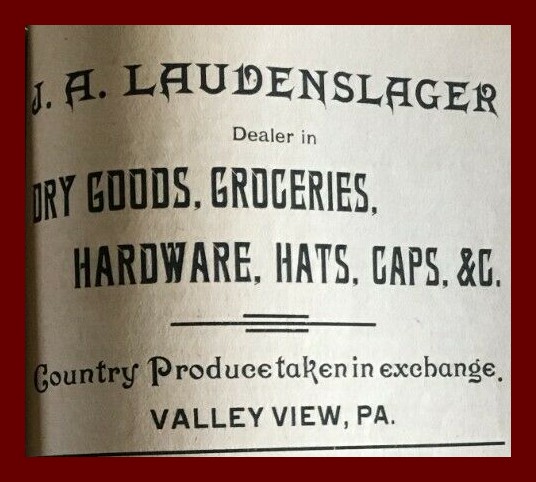 J. A. LAUDENSLAGER
Dealer in
DRY GOODS, GROCERIES,
HARDWARE, HATS, CAPS, &C.
Country Produce taken in exchange.
VALLEY VIEW, PA.